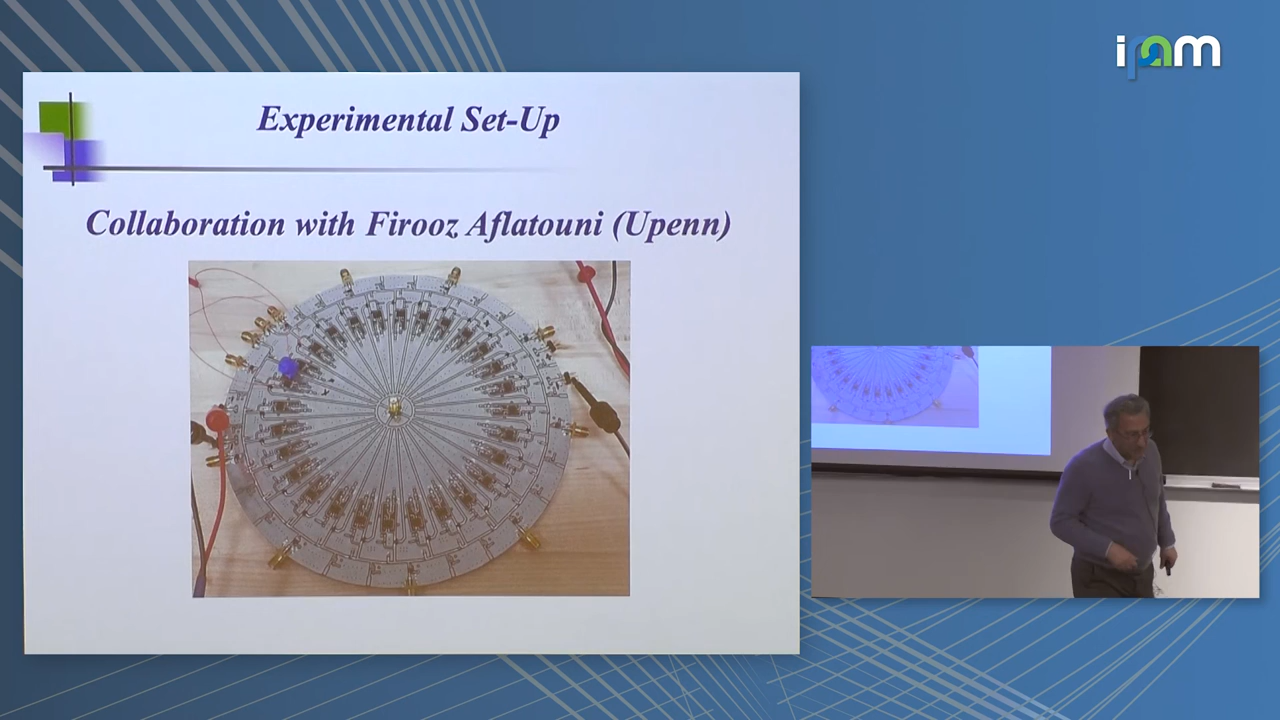 ipam
Experimental Set-Up
Collaboration with Firooz Aflatouni (Upenn)